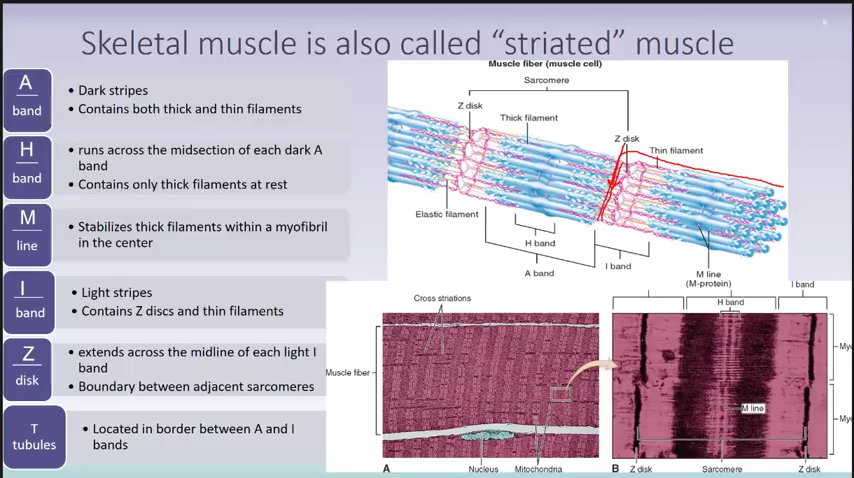 Skeletal muscle is also called “striated” muscle
A
band
• Dark stripes
• Contains both thick and thin filaments
H
band
• runs across the midsection of each dark A
band
• Contains only thick filaments at rest
M
line
• Stabilizes thick filaments within a myofibril
in the center
I
band
• Light stripes
• Contains Z discs and thin filaments
Z
disk
• extends across the midline of each light I
band
• Boundary between adjacent sarcomeres
T
tubules
• Located in border between A and I
bands
Muscle fiber (muscle cell)
Sarcomere
Z disk
Thick filament
Z disk
Thin filament
Elastic filament
H band
A band
I band
M line
(M-protein)
Cross striations
Muscle fiber
A
Nucleus
Mitochondria
I band
H band
Myo
M line
Myo
B
Z disk
Sarcomere
Z disk